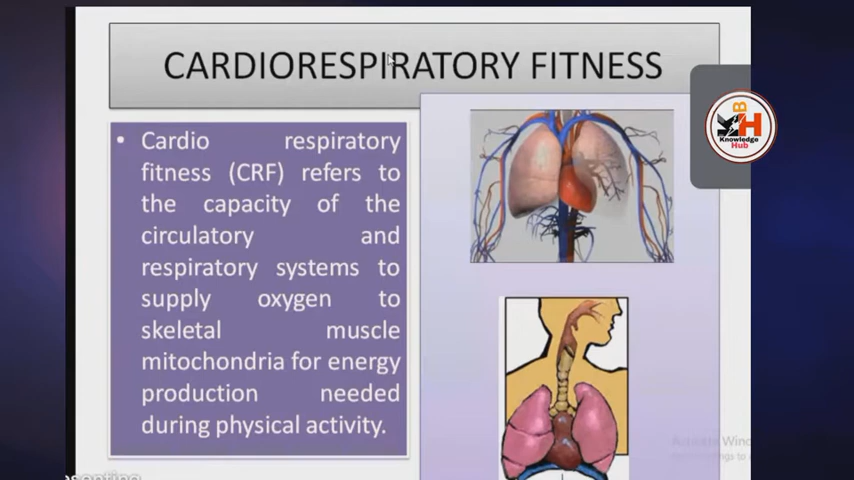 CARDIORESPIRATORY FITNESS
• Cardio respiratory
fitness (CRF) refers to
the capacity of the
circulatory and
respiratory systems to
supply oxygen to
skeletal muscle
mitochondria for energy
production needed
during physical activity.
B
H
Knowledge
Hub